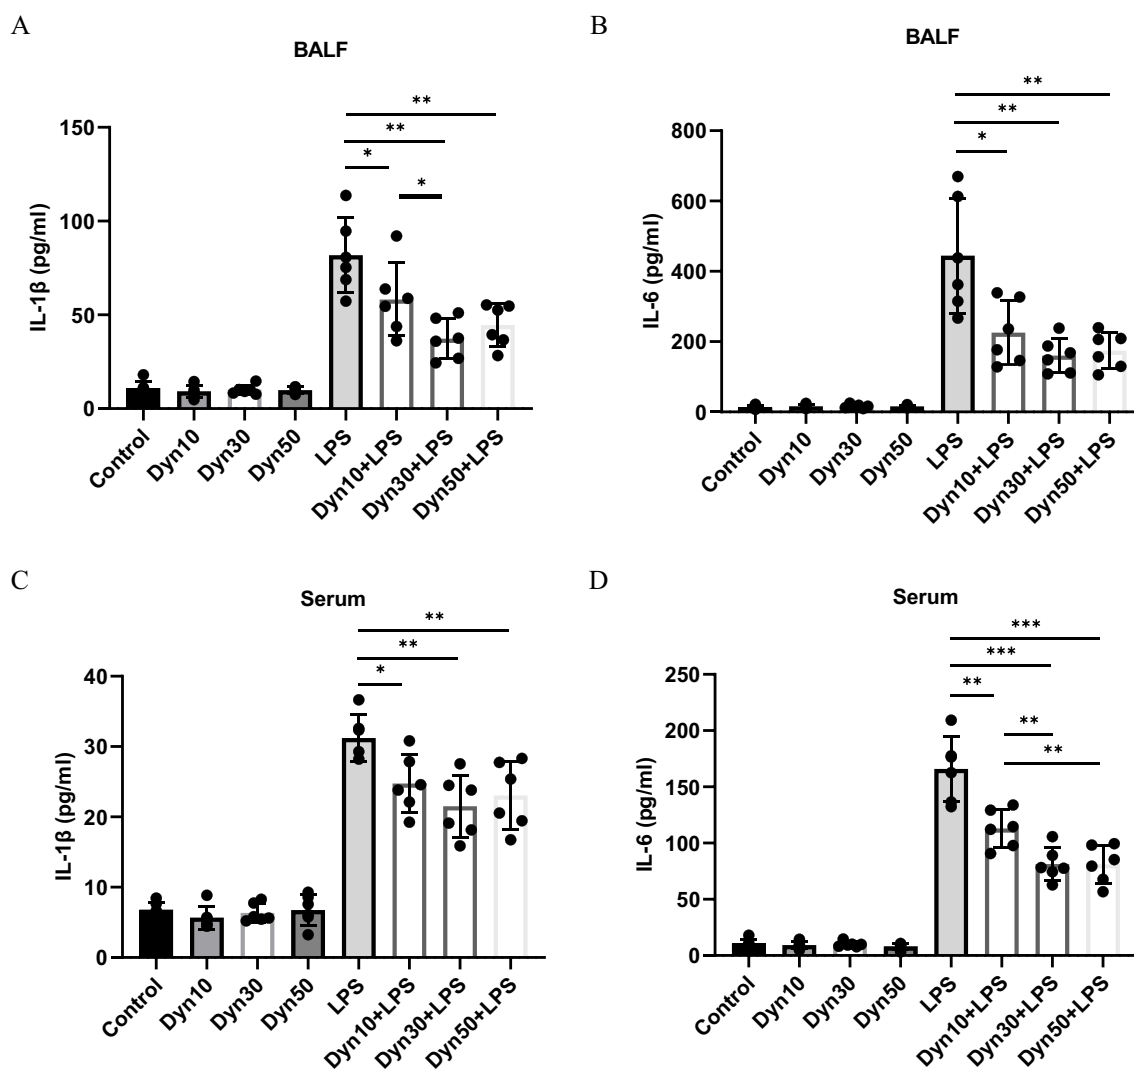 A
BALF
**
**
*
*
IL-1β (pg/ml)
150
100
50
0
Control
Dyn10
Dyn30
Dyn50
LPS
Dyn10+LPS
Dyn30+LPS
Dyn50+LPS
B
BALF
**
**
*
IL-6 (pg/ml)
800
600
400
200
0
Control
Dyn10
Dyn30
Dyn50
LPS
Dyn10+LPS
Dyn30+LPS
Dyn50+LPS
C
Serum
**
**
*
IL-1β (pg/ml)
40
30
20
10
0
Control
Dyn10
Dyn30
Dyn50
LPS
Dyn10+LPS
Dyn30+LPS
Dyn50+LPS
D
Serum
***
***
**
**
**
IL-6 (pg/ml)
250
200
150
100
50
0
Control
Dyn10
Dyn30
Dyn50
LPS
Dyn10+LPS
Dyn30+LPS
Dyn50+LPS